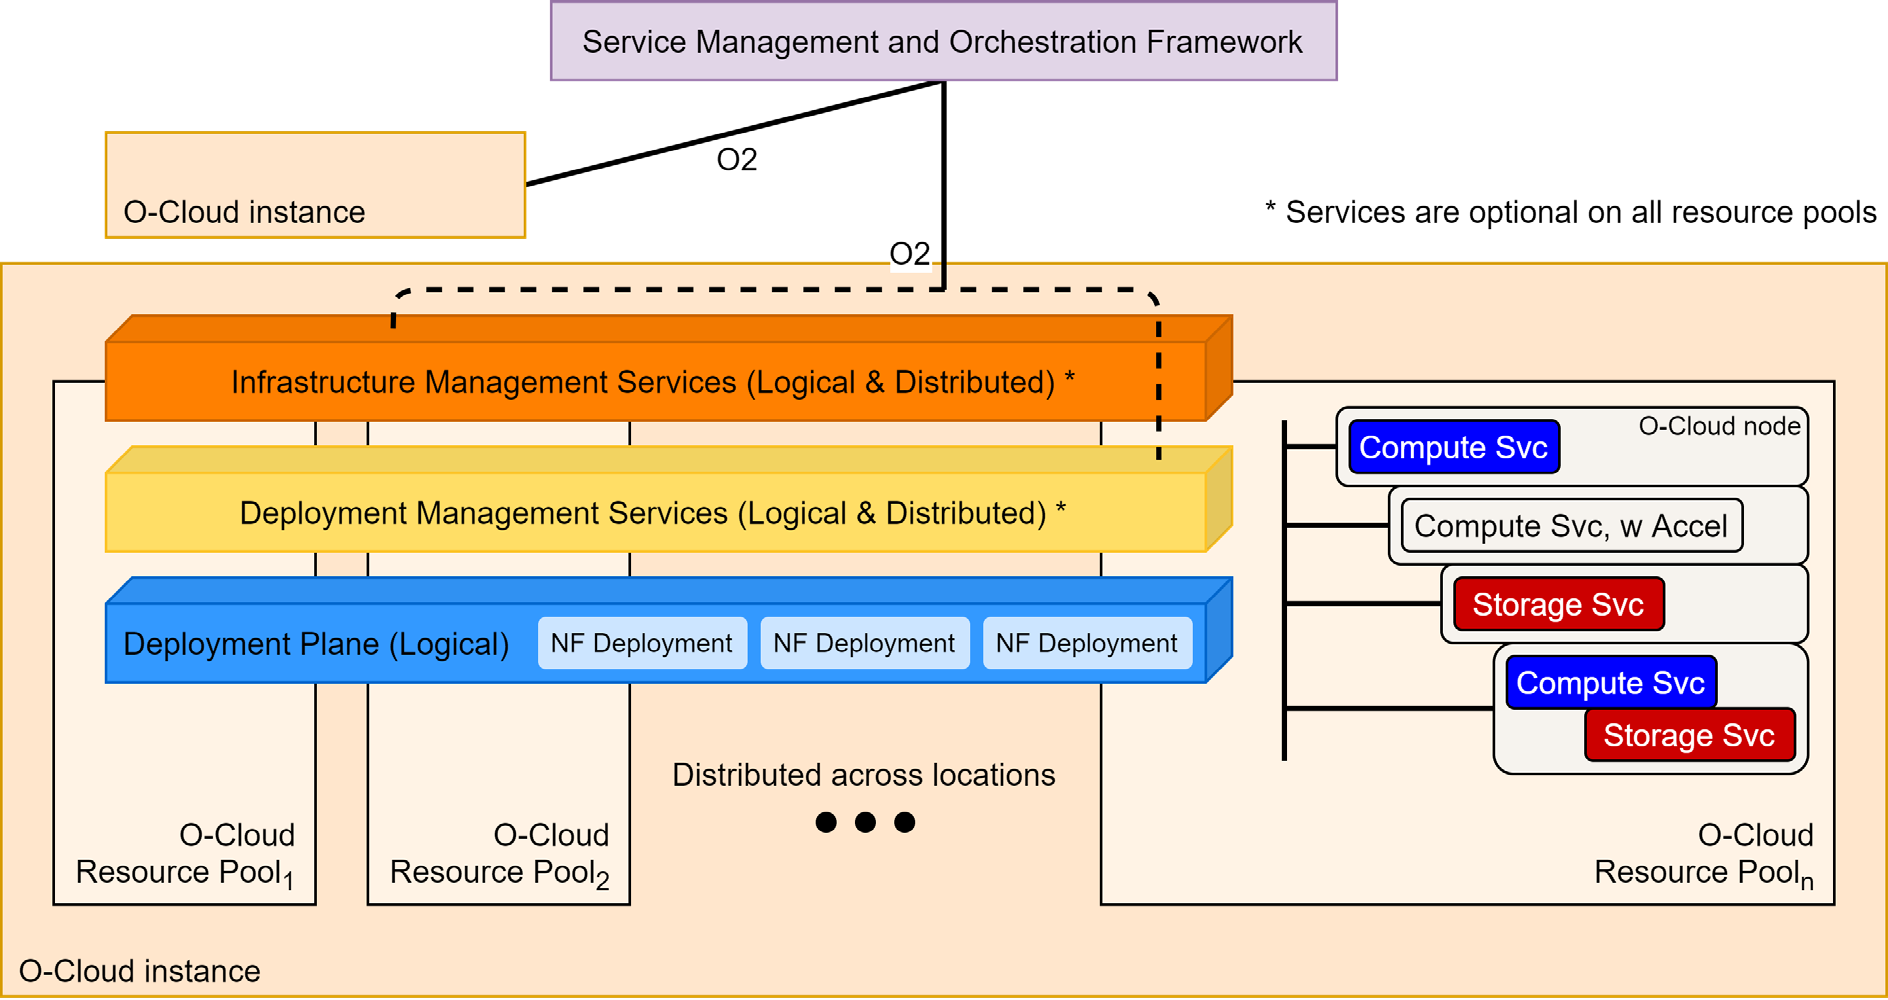 Service Management and Orchestration Framework
O2
O-Cloud instance
* Services are optional on all resource pools
O2
Infrastructure Management Services (Logical & Distributed) *
O-Cloud node
Compute Svc
Deployment Management Services (Logical & Distributed) *
Compute Svc, w Accel
Storage Svc
Deployment Plane (Logical)
NF Deployment
NF Deployment
NF Deployment
Compute Svc
Storage Svc
Distributed across locations
O-Cloud
Resource Pool1
O-Cloud
Resource Pool2
O-Cloud
Resource Pooln
O-Cloud instance